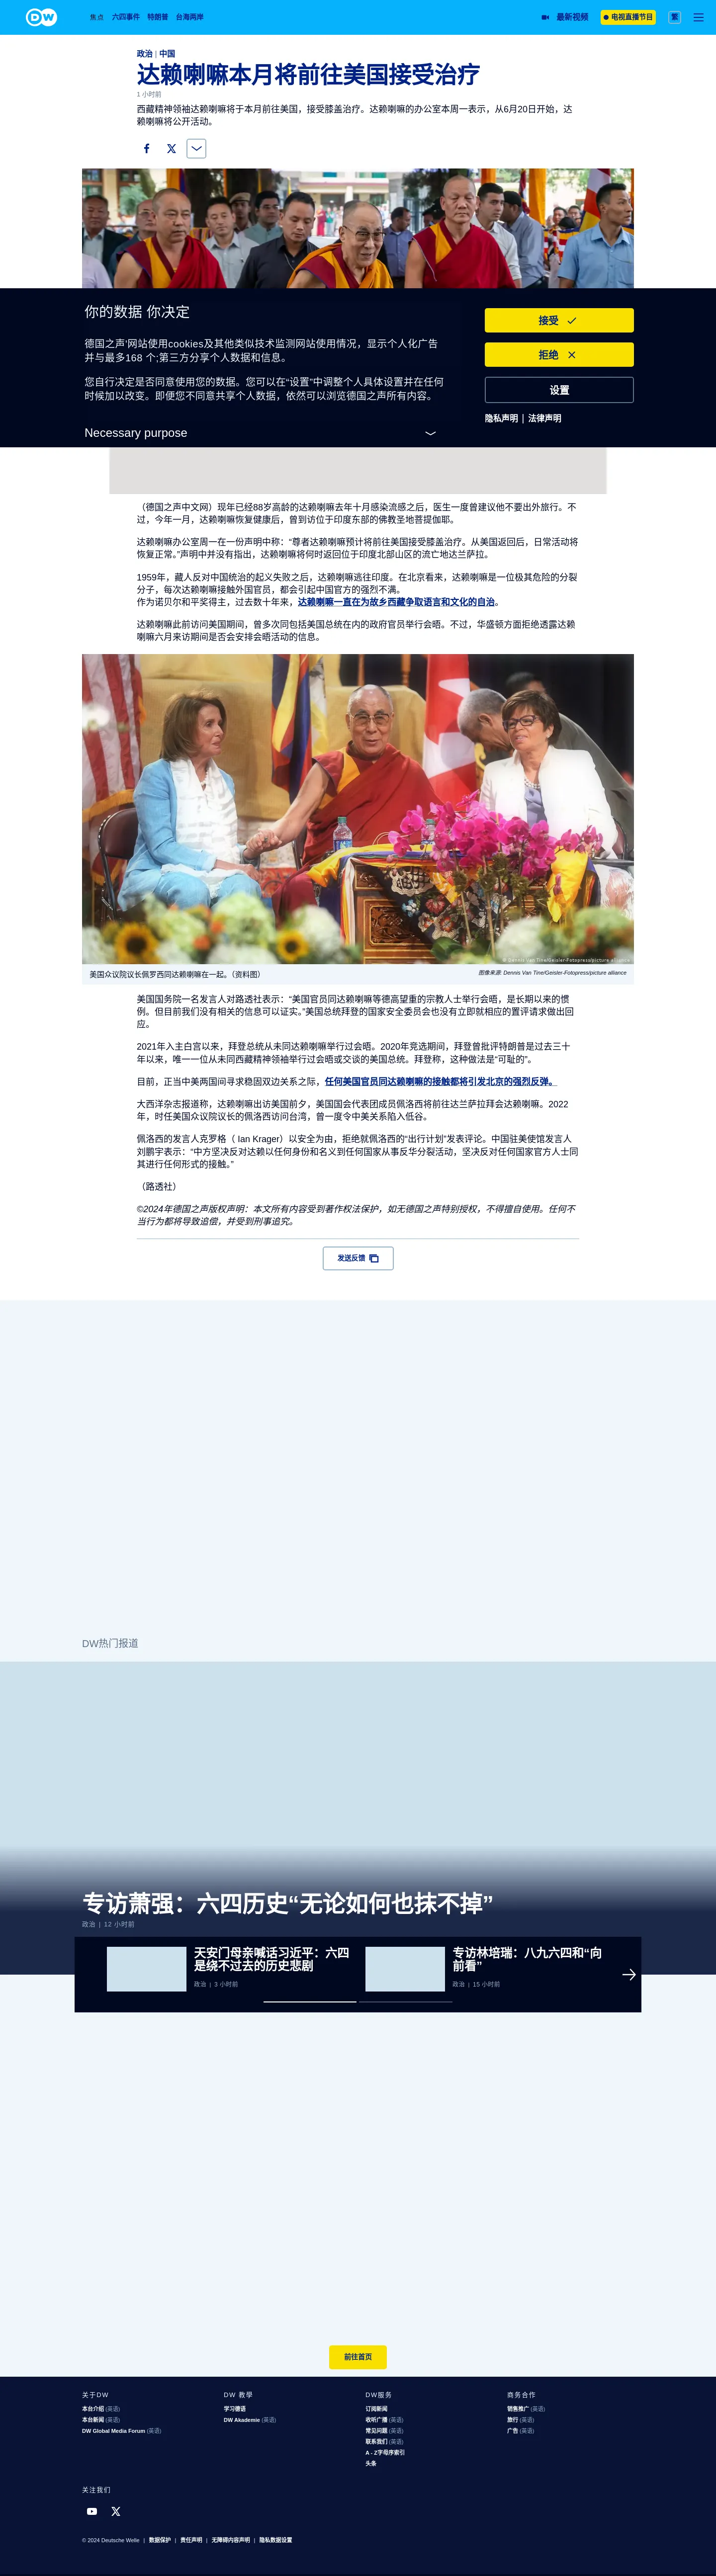 DW
焦点 六四事件 特朗普 台海两岸
最新视频
电视直播节目
繁
政治 | 中国
达赖喇嘛本月将前往美国接受治疗
1 小时前
西藏精神领袖达赖喇嘛将于本月前往美国，接受膝盖治疗。达赖喇嘛的办公室本周一表示，从6月20日开始，达
赖喇嘛将公开活动。
你的数据 你决定
德国之声'网站使用cookies及其他类似技术监测网站使用情况，显示个人化广告
并与最多168 个;第三方分享个人数据和信息。
您自行决定是否同意使用您的数据。您可以在“设置”中调整个人具体设置并在任何
时候加以改变。即便您不同意共享个人数据，依然可以浏览德国之声所有内容。
Necessary purpose
接受
拒绝
设置
隐私声明 | 法律声明
（德国之声中文网）现年已经88岁高龄的达赖喇嘛去年十月感染流感之后，医生一度曾建议他不要出外旅行。不
过，今年一月，达赖喇嘛恢复健康后，曾到访位于印度东部的佛教圣地菩提伽耶。
达赖喇嘛办公室周一在一份声明中称：“尊者达赖喇嘛预计将前往美国接受膝盖治疗。从美国返回后，日常活动将
恢复正常。”声明中并没有指出，达赖喇嘛将何时返回位于印度北部山区的流亡地达兰萨拉。
1959年，藏人反对中国统治的起义失败之后，达赖喇嘛逃往印度。在北京看来，达赖喇嘛是一位极其危险的分裂
分子，每次达赖喇嘛接触外国官员，都会引起中国官方的强烈不满。
作为诺贝尔和平奖得主，过去数十年来，达赖喇嘛一直在为故乡西藏争取语言和文化的自治。
达赖喇嘛此前访问美国期间，曾多次同包括美国总统在内的政府官员举行会晤。不过，华盛顿方面拒绝透露达赖
喇嘛六月来访期间是否会安排会晤活动的信息。
© Dennis Van Tine/Geisler-Fotopress/picture alliance
美国众议院议长佩罗西同达赖喇嘛在一起。（资料图）
图像来源: Dennis Van Tine/Geisler-Fotopress/picture alliance
美国国务院一名发言人对路透社表示：“美国官员同达赖喇嘛等德高望重的宗教人士举行会晤，是长期以来的惯
例。但目前我们没有相关的信息可以证实。”美国总统拜登的国家安全委员会也没有立即就相应的置评请求做出回
应。
2021年入主白宫以来，拜登总统从未同达赖喇嘛举行过会晤。2020年竞选期间，拜登曾批评特朗普是过去三十
年以来，唯一一位从未同西藏精神领袖举行过会晤或交谈的美国总统。拜登称，这种做法是“可耻的”。
目前，正当中美两国间寻求稳固双边关系之际，任何美国官员同达赖喇嘛的接触都将引发北京的强烈反弹。
大西洋杂志报道称，达赖喇嘛出访美国前夕，美国国会代表团成员佩洛西将前往达兰萨拉拜会达赖喇嘛。2022
年，时任美国众议院议长的佩洛西访问台湾，曾一度令中美关系陷入低谷。
佩洛西的发言人克罗格（ Ian Krager）以安全为由，拒绝就佩洛西的“出行计划”发表评论。中国驻美使馆发言人
刘鹏宇表示：“中方坚决反对达赖以任何身份和名义到任何国家从事反华分裂活动，坚决反对任何国家官方人士同
其进行任何形式的接触。”
（路透社）
©2024年德国之声版权声明：本文所有内容受到著作权法保护，如无德国之声特别授权，不得擅自使用。任何不
当行为都将导致追偿，并受到刑事追究。
发送反馈
DW热门报道
专访萧强：六四历史“无论如何也抹不掉”
政治 | 12 小时前
天安门母亲喊话习近平：六四
是绕不过去的历史悲剧
政治 | 3 小时前
专访林培瑞：八九六四和“向
前看”
政治 | 15 小时前
前往首页
关于DW
本台介绍 (英语)
本台新闻 (英语)
DW Global Media Forum (英语)
DW 教學
学习德语
DW Akademie (英语)
DW服务
订阅新闻
收听广播 (英语)
常见问题 (英语)
联系我们 (英语)
A - Z字母序索引
头条
商务合作
销售推广 (英语)
旅行 (英语)
广告 (英语)
关注我们
© 2024 Deutsche Welle | 数据保护 | 责任声明 | 无障碍内容声明 | 隐私数据设置